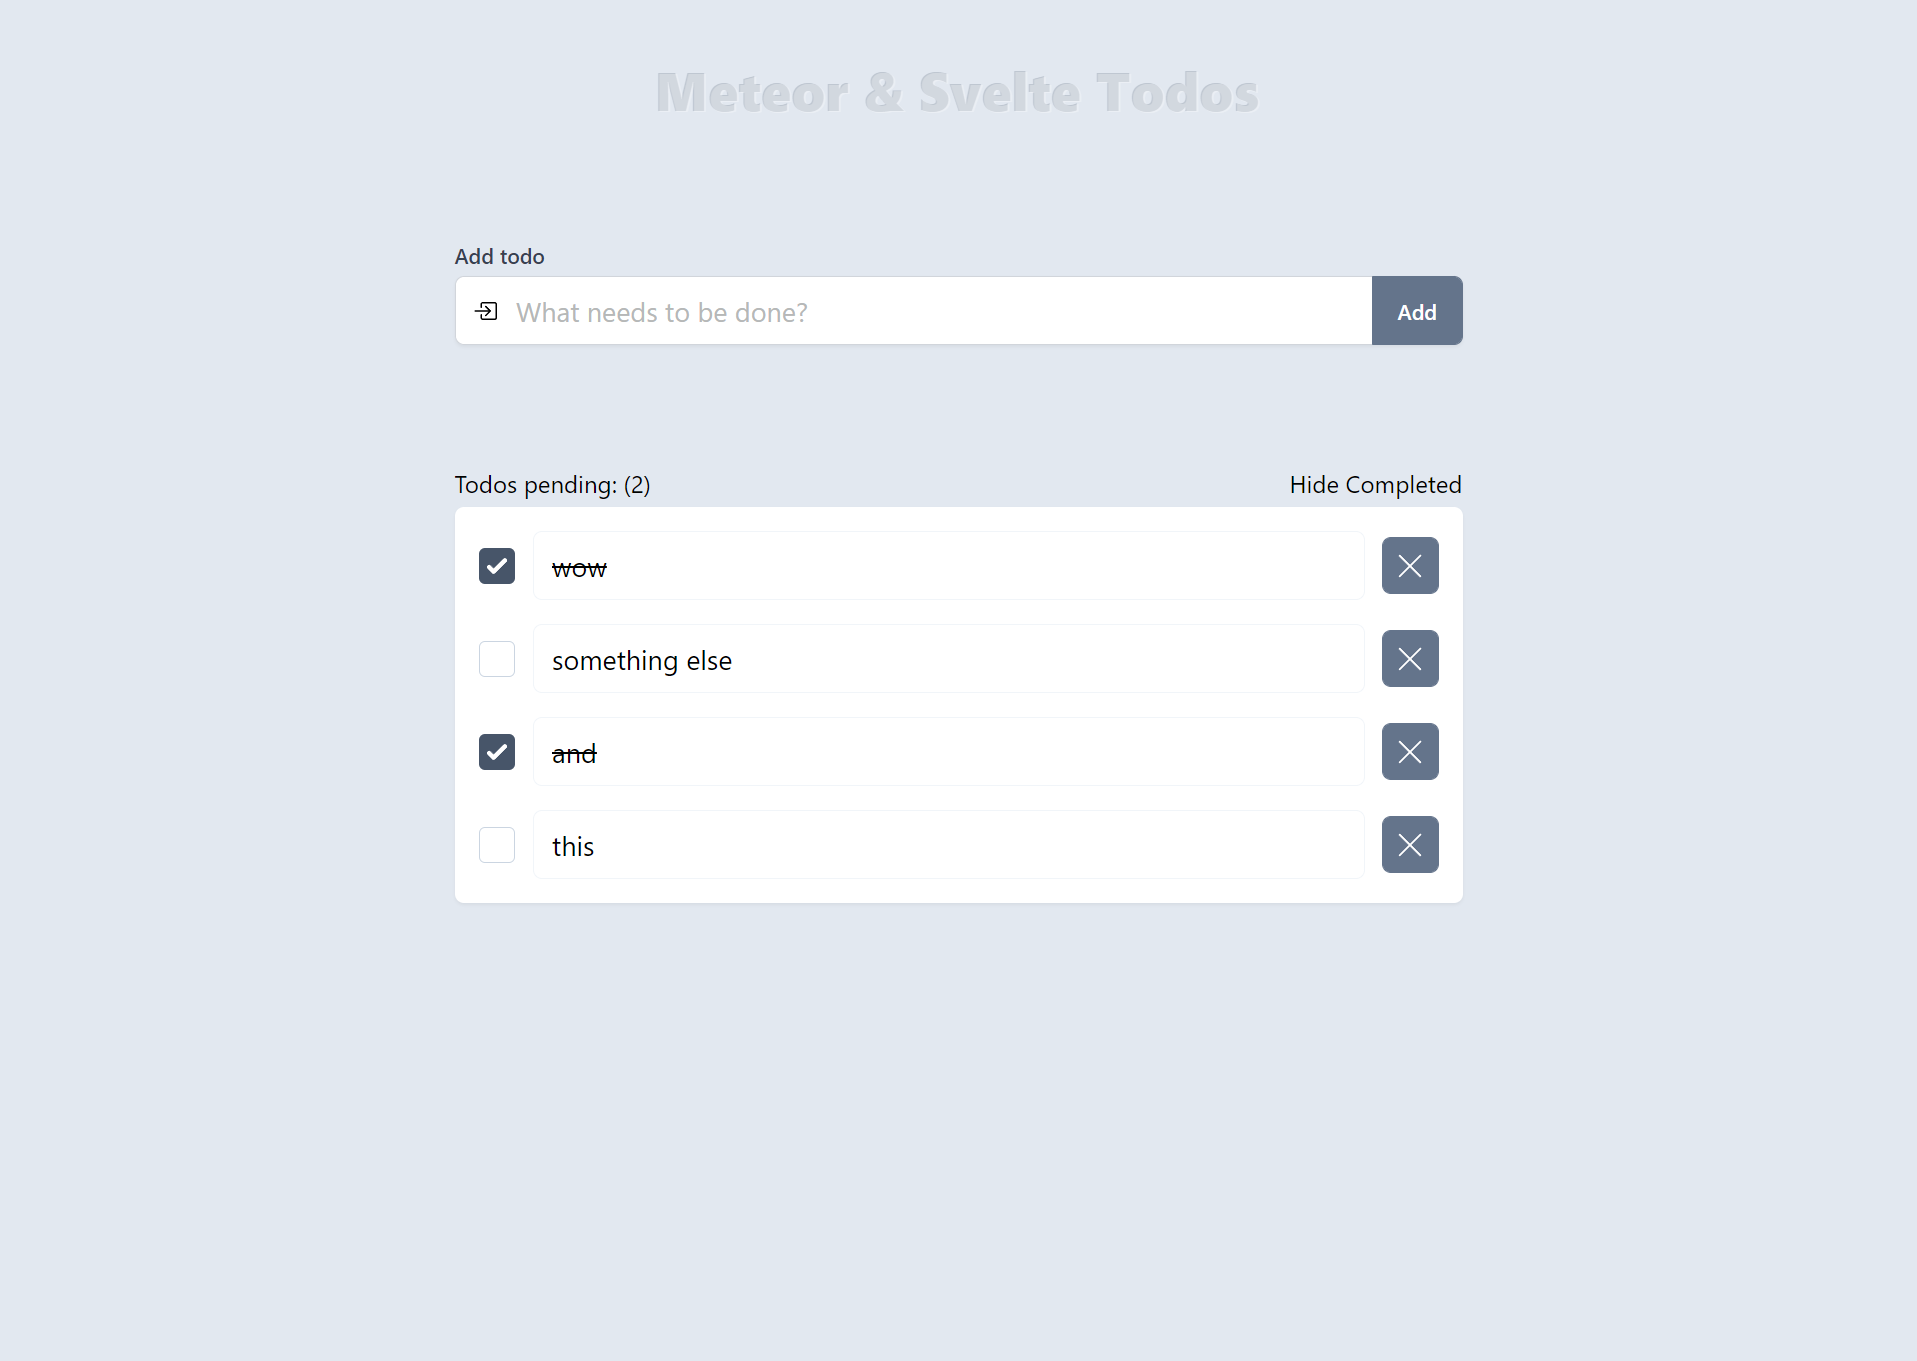 Meteor & Svelte Todos
Add todo
What needs to be done?
Add
Todos pending: (2)
Hide Completed
wow
something else
and
this